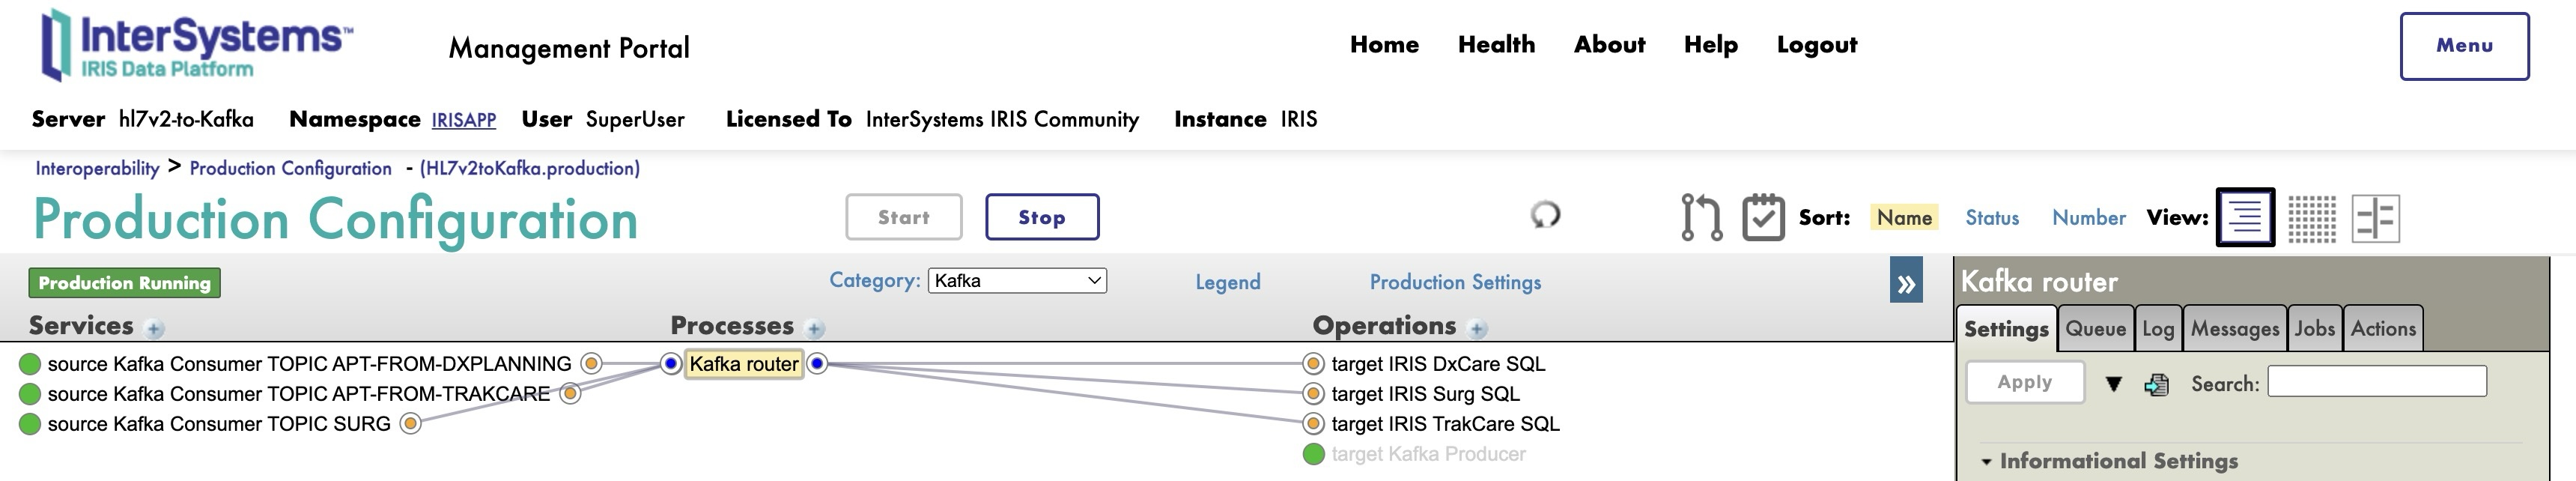 InterSystems™
IRIS Data Platform
Management Portal
Home Health About Help Logout
Menu
Server hl7v2-to-Kafka Namespace IRISAPP User SuperUser Licensed To InterSystems IRIS Community Instance IRIS
Interoperability > Production Configuration - (HL7v2toKafka.production)
Production Configuration
Start Stop
Sort: Name Status Number View:
Production Running
Category: Kafka
Legend
Production Settings
»
Kafka router
Services + Processes + Operations +
Settings Queue Log Messages Jobs Actions
source Kafka Consumer TOPIC APT-FROM-DXPLANNING Kafka router target IRIS DxCare SQL
source Kafka Consumer TOPIC APT-FROM-TRAKCARE target IRIS Surg SQL
source Kafka Consumer TOPIC SURG target IRIS TrakCare SQL
target Kafka Producer
Apply Search:
Informational Settings